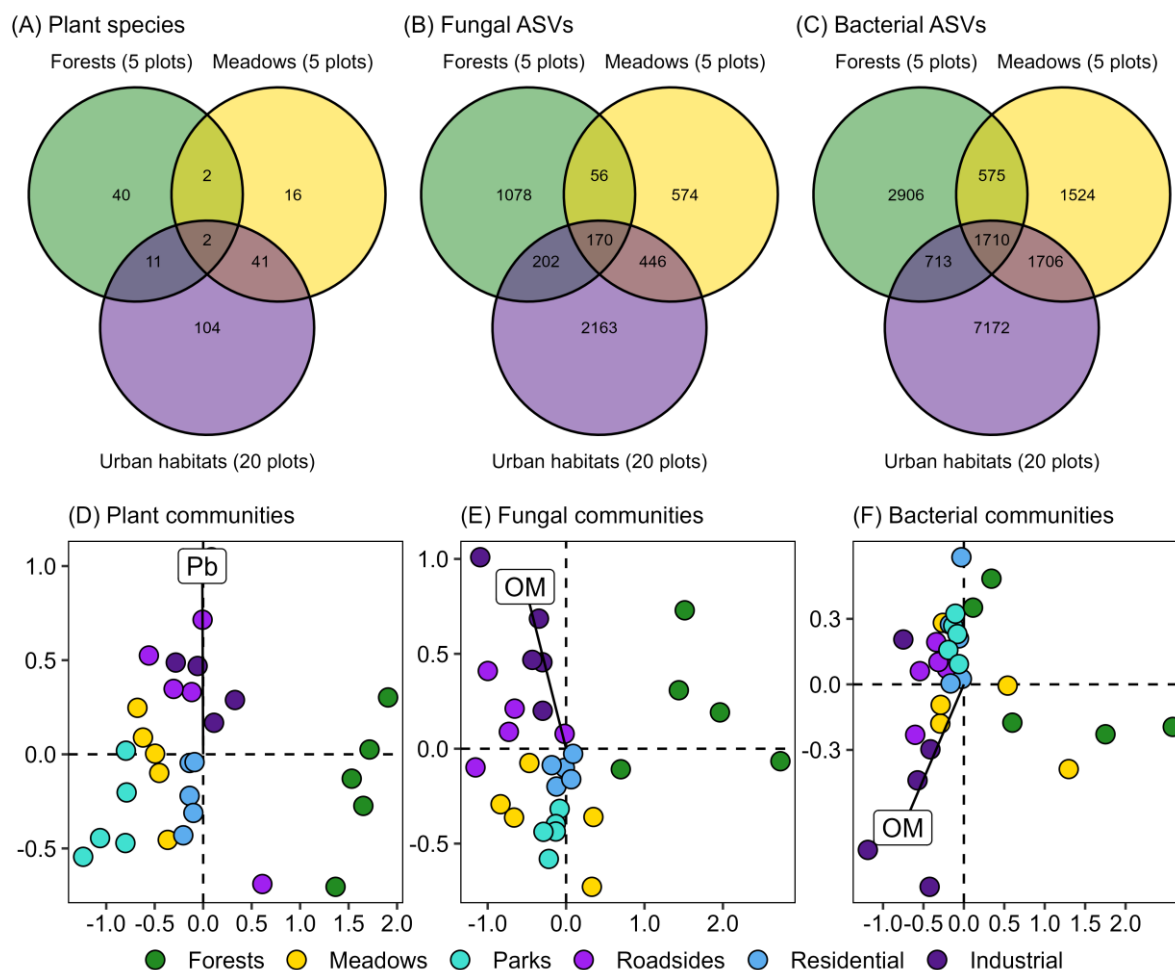 (A) Plant species
(B) Fungal ASVs
(C) Bacterial ASVs
Forests (5 plots) Meadows (5 plots)
Forests (5 plots) Meadows (5 plots)
Forests (5 plots) Meadows (5 plots)
40
2
16
2
11
41
104
1078
56
574
170
202
446
2163
2906
575
1524
1710
713
1706
7172
Urban habitats (20 plots)
Urban habitats (20 plots)
Urban habitats (20 plots)
(D) Plant communities
1.0
0.5
0.0
-0.5
Pb
-1.0 -0.5 0.0 0.5 1.0 1.5 2.0
(E) Fungal communities
1.0
0.5
0.0
-0.5
OM
-1.0 0.0 1.0 2.0
(F) Bacterial communities
0.3
0.0
-0.3
OM
-1.0 -0.5 0.0 0.5 1.0 2.0
Forests Meadows Parks Roadsides Residential Industrial